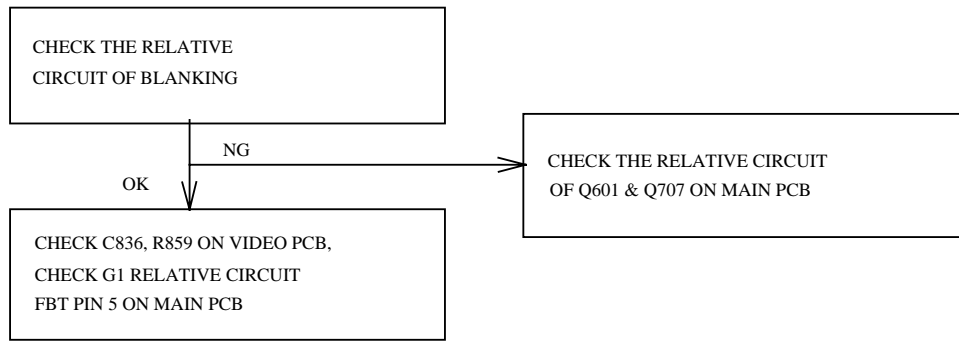 CHECK THE RELATIVE
CIRCUIT OF BLANKING
NG
CHECK THE RELATIVE CIRCUIT
OF Q601 & Q707 ON MAIN PCB
OK
CHECK C836, R859 ON VIDEO PCB,
CHECK G1 RELATIVE CIRCUIT
FBT PIN 5 ON MAIN PCB